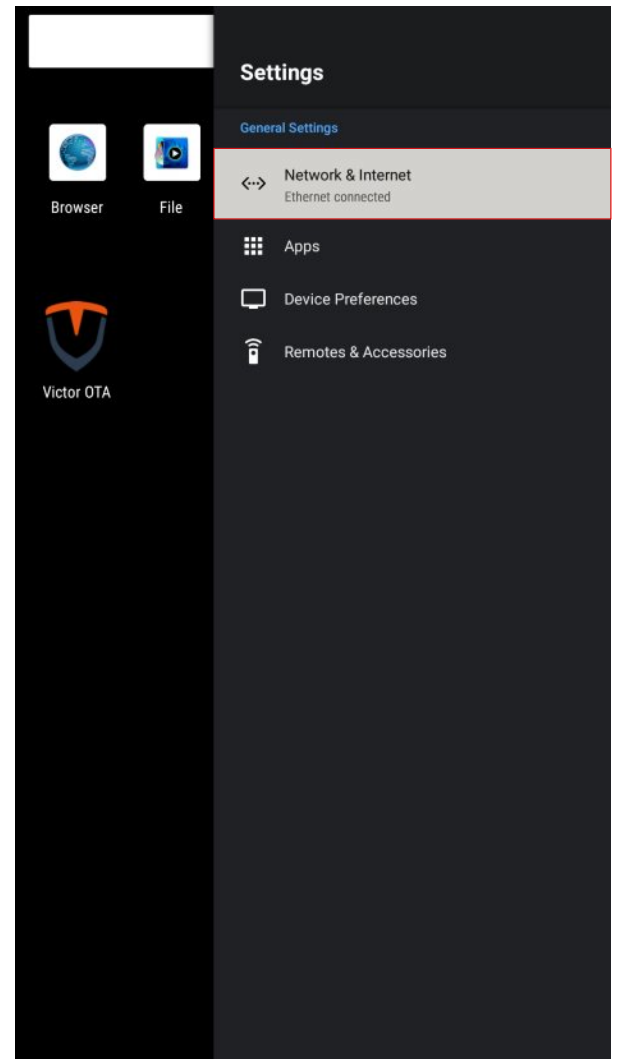 Settings
General Settings
Network & Internet
Ethernet connected
Browser File
Apps
Device Preferences
Remotes & Accessories
Victor OTA